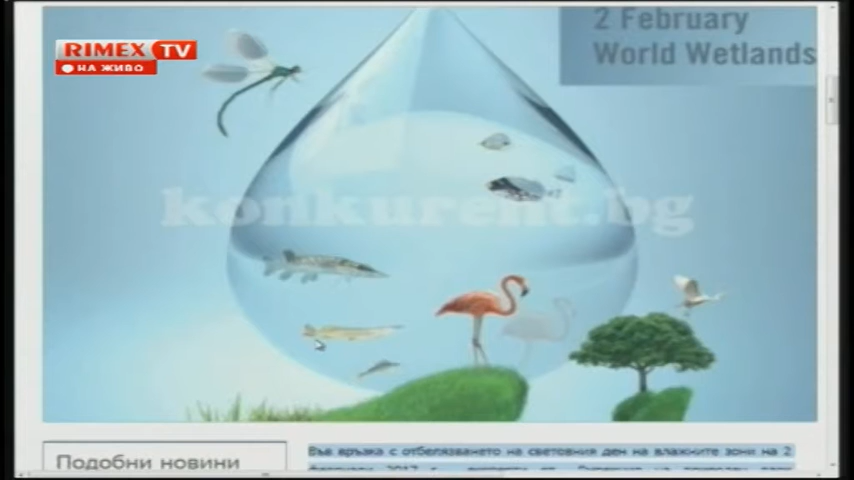 2 February
World Wetlands
RIMEX TV
НА ЖИВО
konkurent.bg
Във връзка с отбелязването на световния ден на влажните зони на 2
Подобни новини